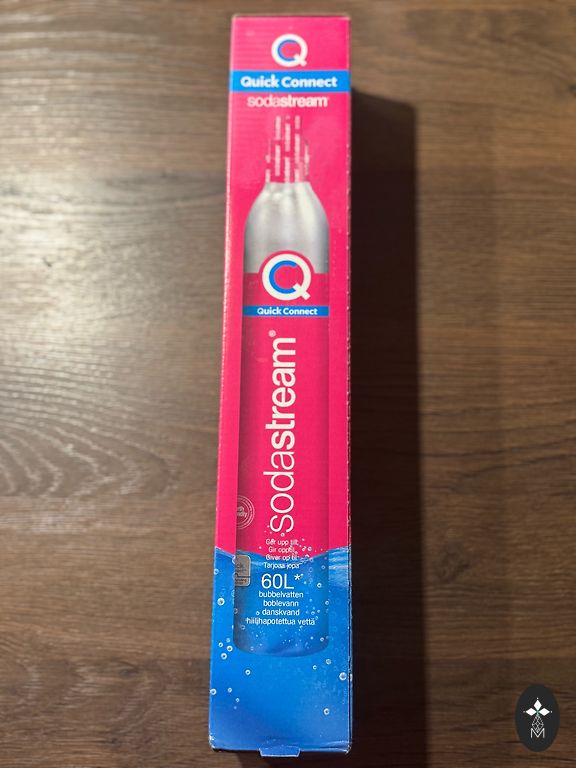 Quick Connect
sodastream
Quick Connect
sodastream®
Gör upp till
Gir opptil
Giver op til
Tarjoaa jopa
60L*
bubbelvatten
boblevann
danskvand
hiilihapotettua vettä
M